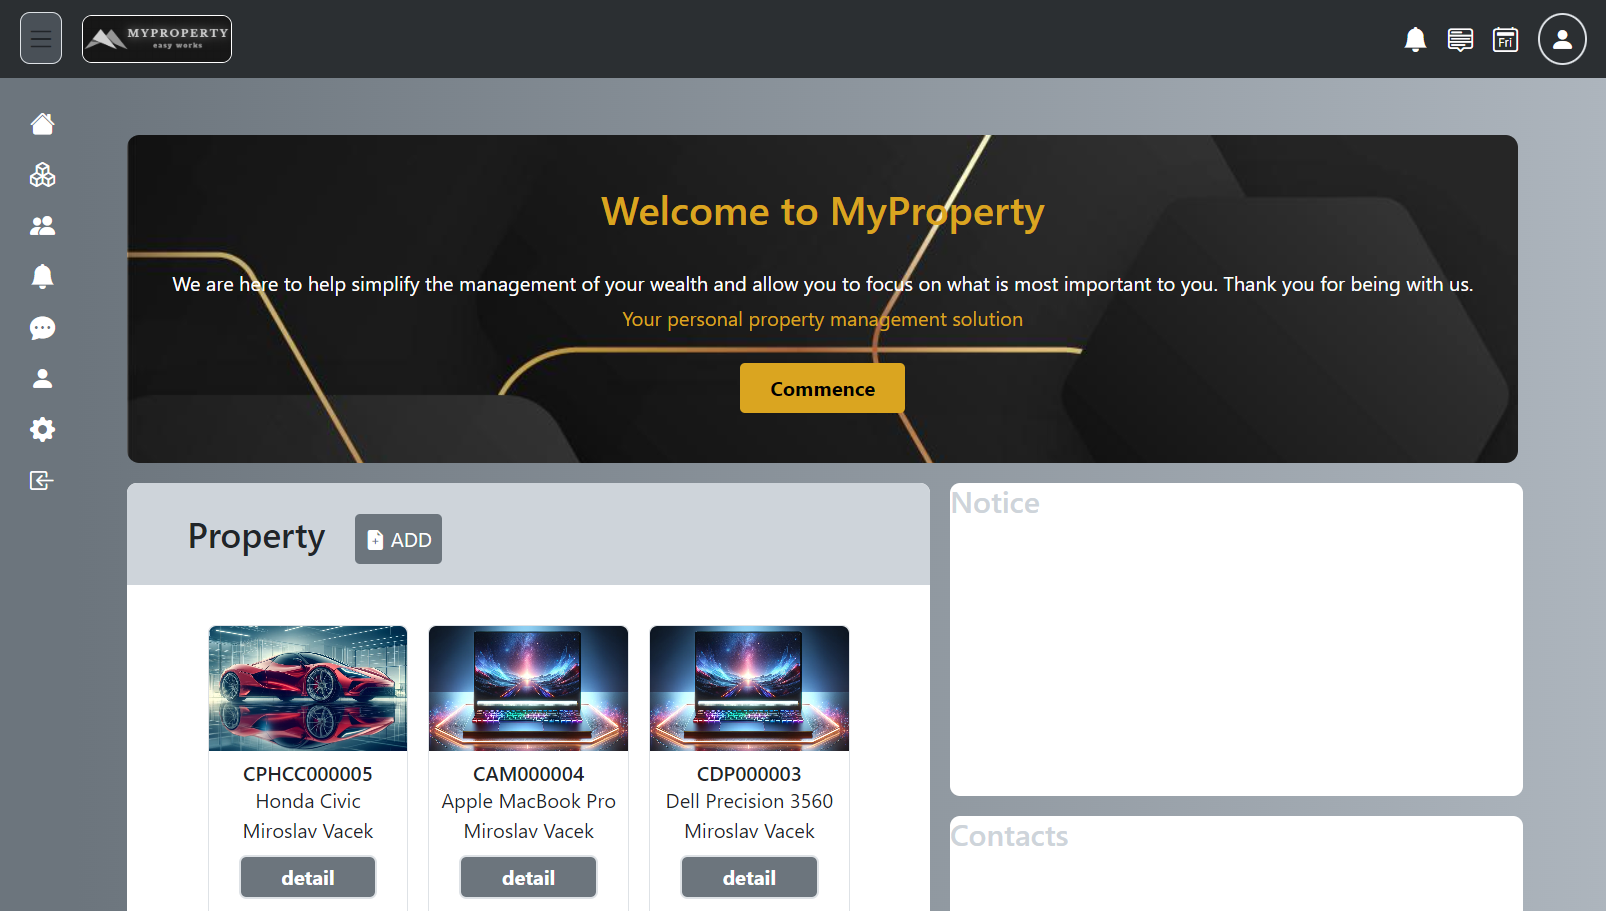 MYPROPERTY
easy works
Fri
Welcome to MyProperty
We are here to help simplify the management of your wealth and allow you to focus on what is most important to you. Thank you for being with us.
Your personal property management solution
Commence
Property
ADD
Notice
CPHCC000005
Honda Civic
Miroslav Vacek
detail
CAM000004
Apple MacBook Pro
Miroslav Vacek
detail
CDP000003
Dell Precision 3560
Miroslav Vacek
detail
Contacts